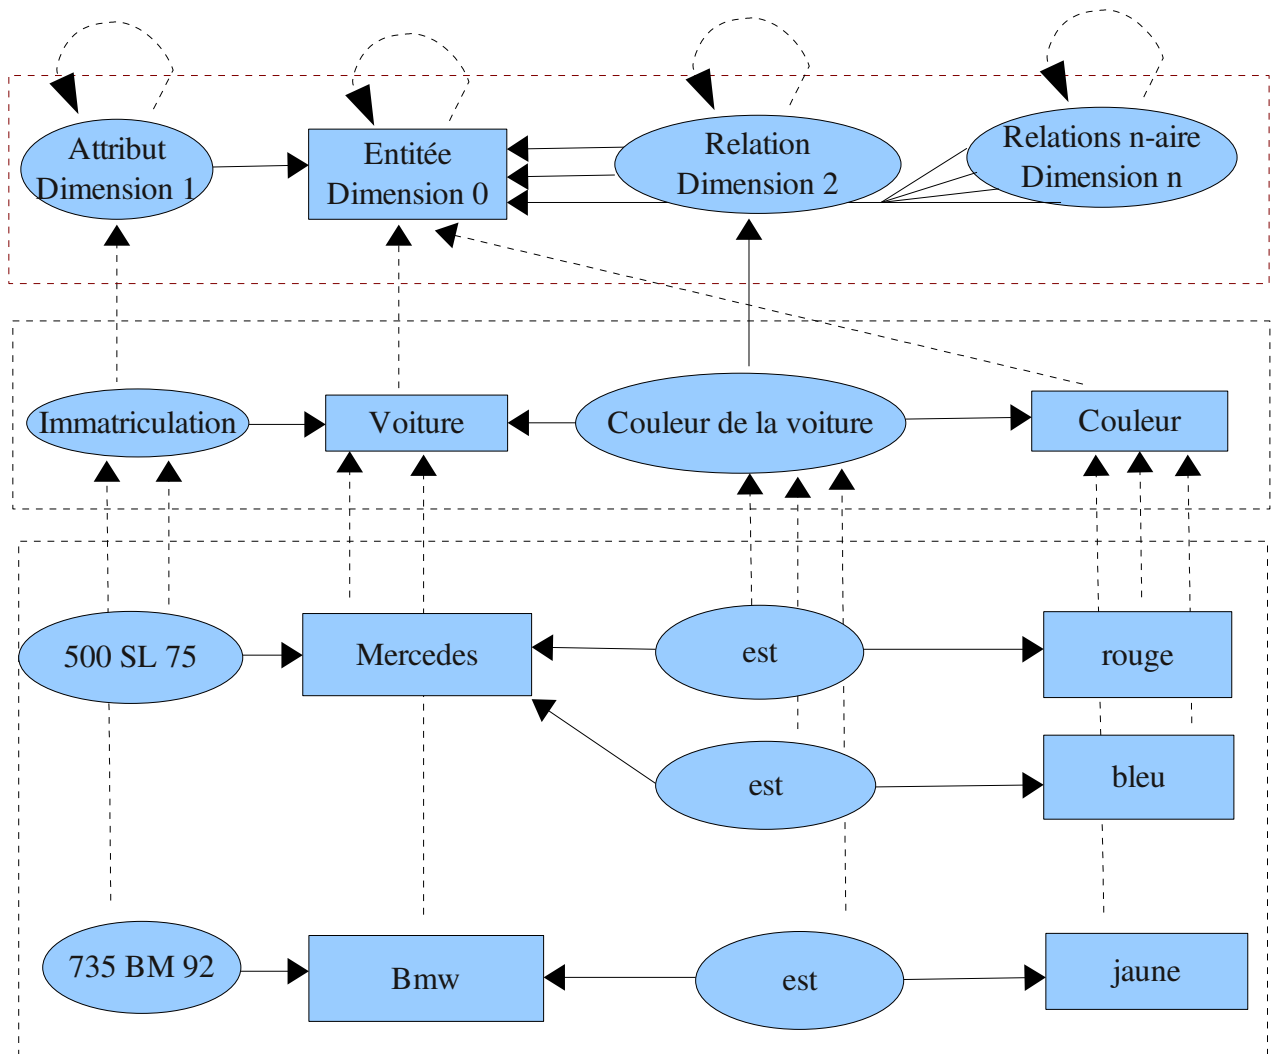 Attribut
Dimension 1
Entitée
Dimension 0
Relation
Dimension 2
Relations n-aire
Dimension n
Immatriculation
Voiture
Couleur de la voiture
Couleur
500 SL 75
Mercedes
est
rouge
est
bleu
735 BM 92
Bmw
est
jaune